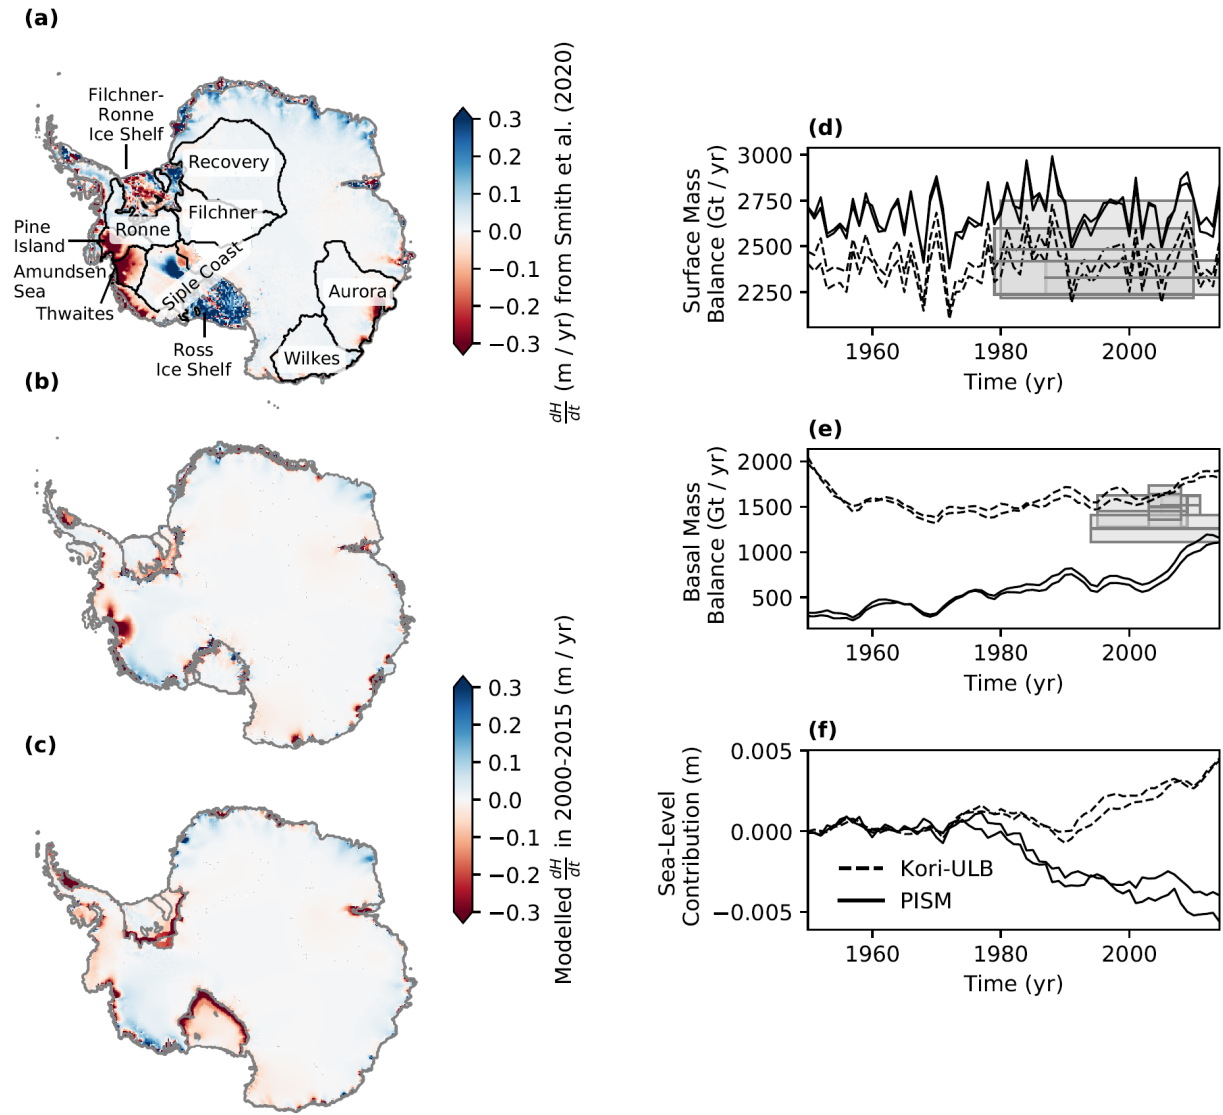 (a)
Filchner-
Ronne
Ice Shelf
Recovery
Filchner
Ronne
Pine
Island
Amundsen
Sea
Thwaites
Siple Coast
Ross
Ice Shelf
Aurora
Wilkes
0.3
0.2
0.1
0.0
−0.1
−0.2
−0.3
dH/dt (m / yr) from Smith et al. (2020)
(b)
(c)
0.3
0.2
0.1
0.0
−0.1
−0.2
−0.3
Modelled dH/dt in 2000-2015 (m / yr)
(d)
Surface Mass
Balance (Gt / yr)
3000
2750
2500
2250
1960 1980 2000
Time (yr)
(e)
Basal Mass
Balance (Gt / yr)
2000
1500
1000
500
1960 1980 2000
Time (yr)
(f)
Sea-Level
Contribution (m)
0.005
0.000
−0.005
Kori-ULB
PISM
1960 1980 2000
Time (yr)